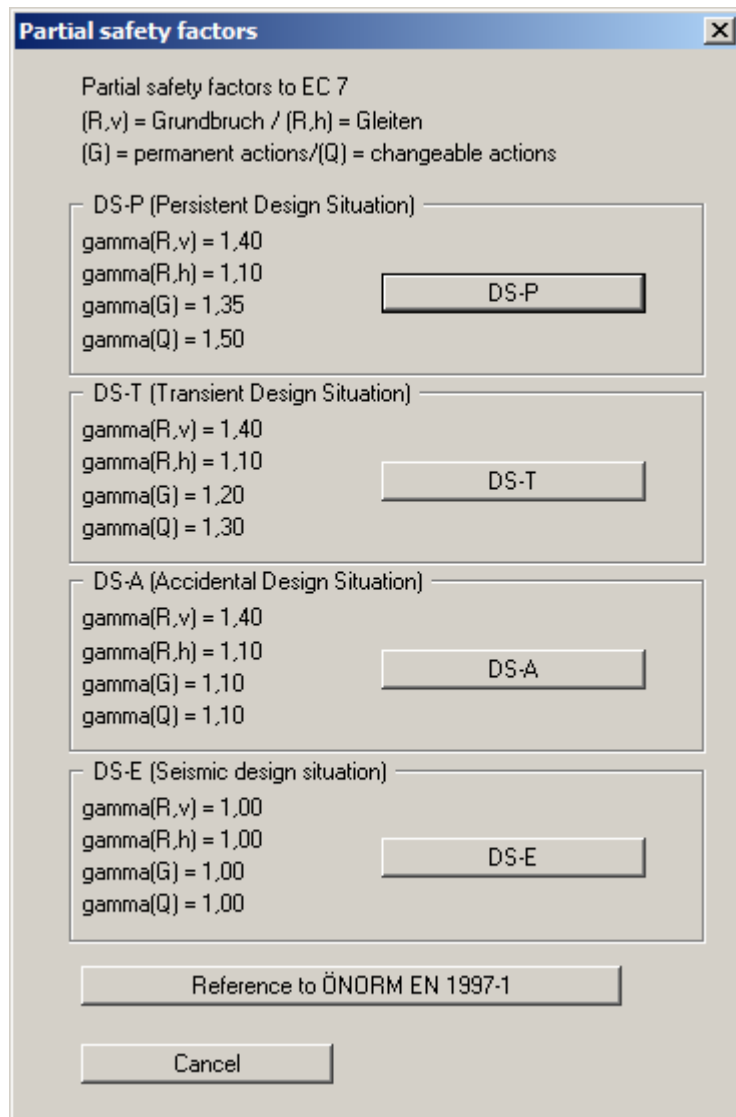 Partial safety factors
Partial safety factors to EC 7
(R,v) = Grundbruch / (R,h) = Gleiten
(G) = permanent actions/(Q) = changeable actions
DS-P (Persistent Design Situation)
gamma(R,v) = 1,40
gamma(R,h) = 1,10
gamma(G) = 1,35
gamma(Q) = 1,50
DS-P
DS-T (Transient Design Situation)
gamma(R,v) = 1,40
gamma(R,h) = 1,10
gamma(G) = 1,20
gamma(Q) = 1,30
DS-T
DS-A (Accidental Design Situation)
gamma(R,v) = 1,40
gamma(R,h) = 1,10
gamma(G) = 1,10
gamma(Q) = 1,10
DS-A
DS-E (Seismic design situation)
gamma(R,v) = 1,00
gamma(R,h) = 1,00
gamma(G) = 1,00
gamma(Q) = 1,00
DS-E
Reference to ÖNORM EN 1997-1
Cancel